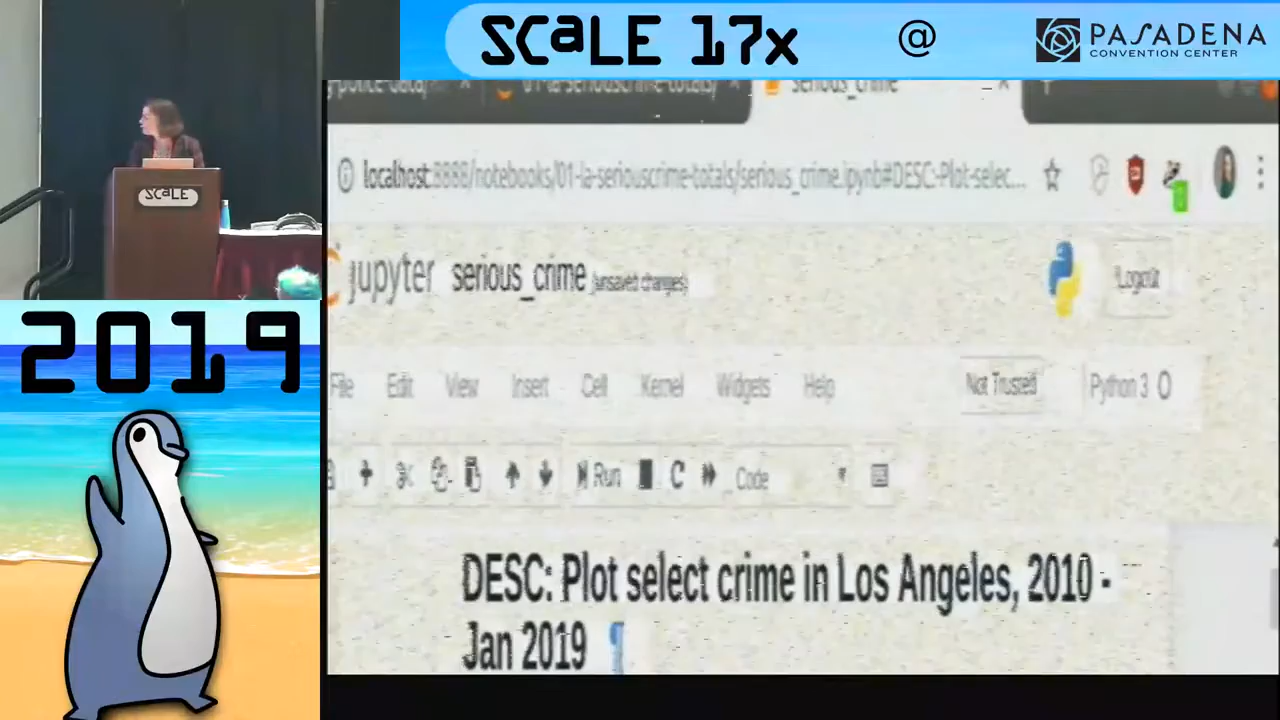 SCaLE 17x
@
PASADENA
CONVENTION CENTER
serious_crime
localhost:8888/notebooks/01-la-seriouscrime-totals/serious_crime.ipynb#DESC:-Plot-selec...
jupyter serious_crime (unsaved changes)
Logout
File Edit View Insert Cell Kernel Widgets Help
Not Trusted
Python 3
Run
Code
DESC: Plot select crime in Los Angeles, 2010 -
Jan 2019 ¶
SCaLE
2019